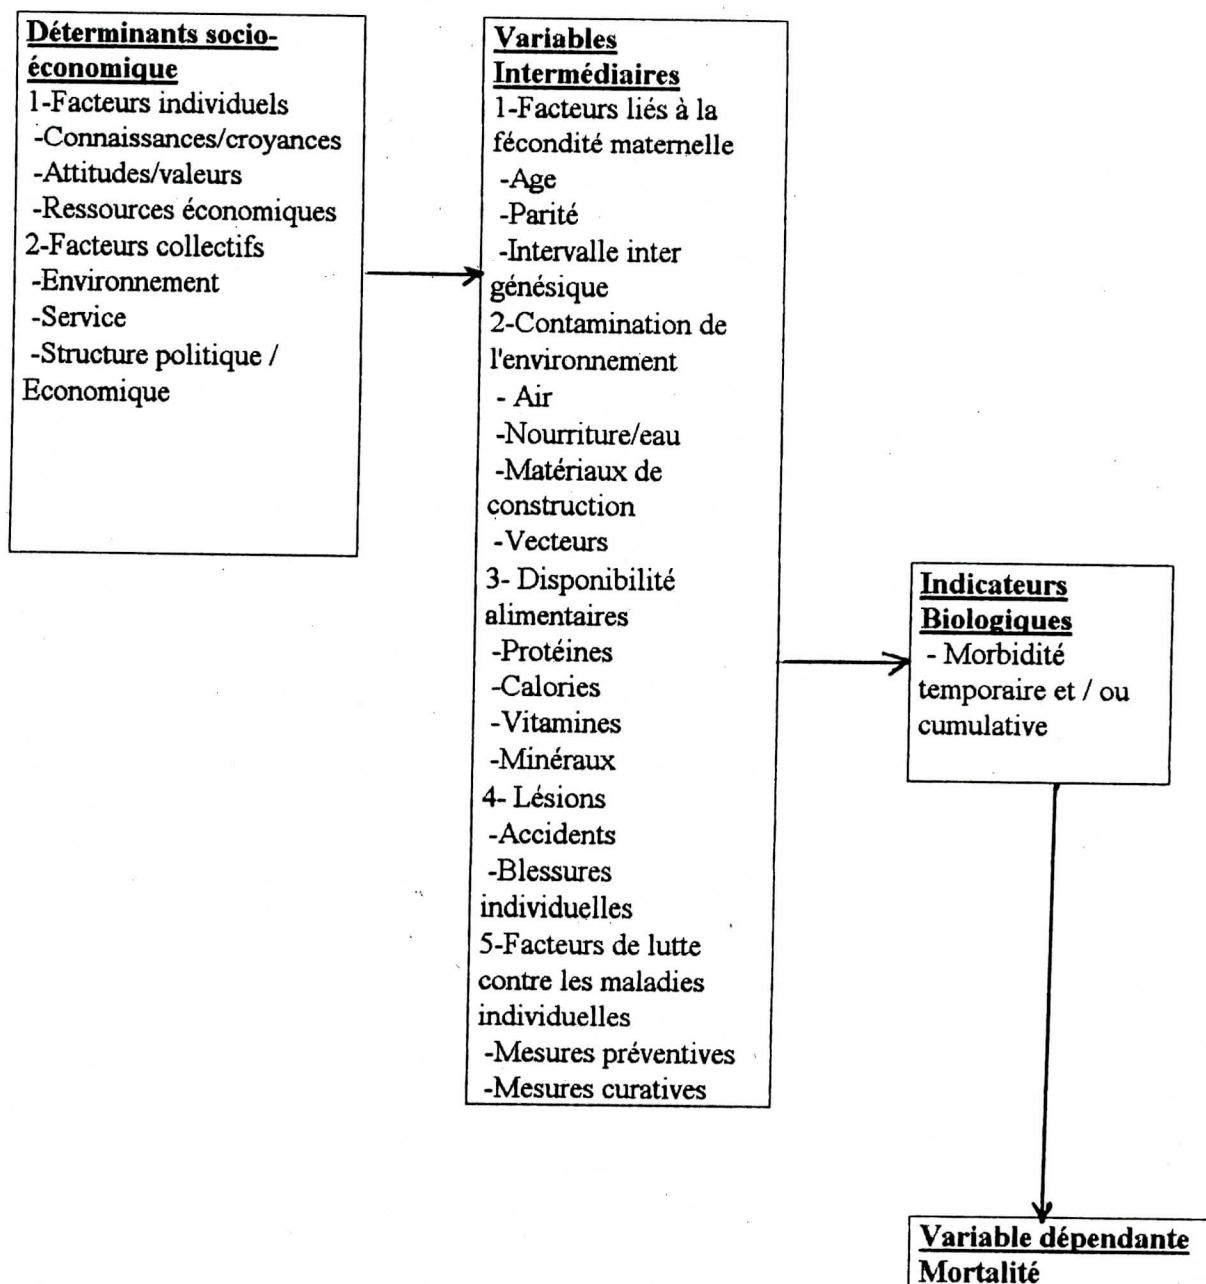 Déterminants socio-
économique
1-Facteurs individuels
-Connaissances/croyances
-Attitudes/valeurs
-Ressources économiques
2-Facteurs collectifs
-Environnement
-Service
-Structure politique /
Economique
Variables
Intermédiaires
1-Facteurs liés à la
fécondité maternelle
-Age
-Parité
-Intervalle inter
génésique
2-Contamination de
l'environnement
- Air
-Nourriture/eau
-Matériaux de
construction
-Vecteurs
3- Disponibilité
alimentaires
-Protéines
-Calories
-Vitamines
-Minéraux
4- Lésions
-Accidents
-Blessures
individuelles
5-Facteurs de lutte
contre les maladies
individuelles
-Mesures préventives
-Mesures curatives
Indicateurs
Biologiques
- Morbidité
temporaire et / ou
cumulative
Variable dépendante
Mortalité